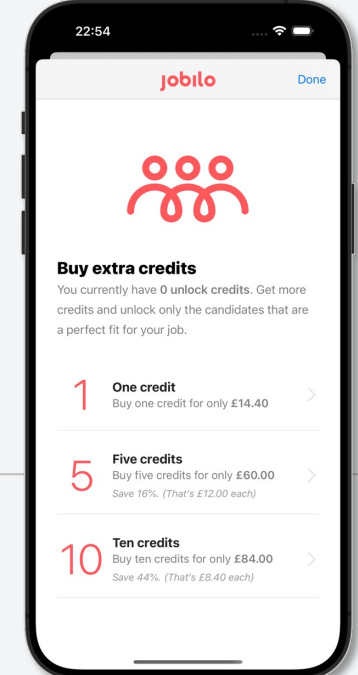 22:54
jobilo
Done
Buy extra credits
You currently have 0 unlock credits. Get more
credits and unlock only the candidates that are
a perfect fit for your job.
1
One credit
Buy one credit for only £14.40
5
Five credits
Buy five credits for only £60.00
Save 16%. (That's £12.00 each)
10
Ten credits
Buy ten credits for only £84.00
Save 44%. (That's £8.40 each)